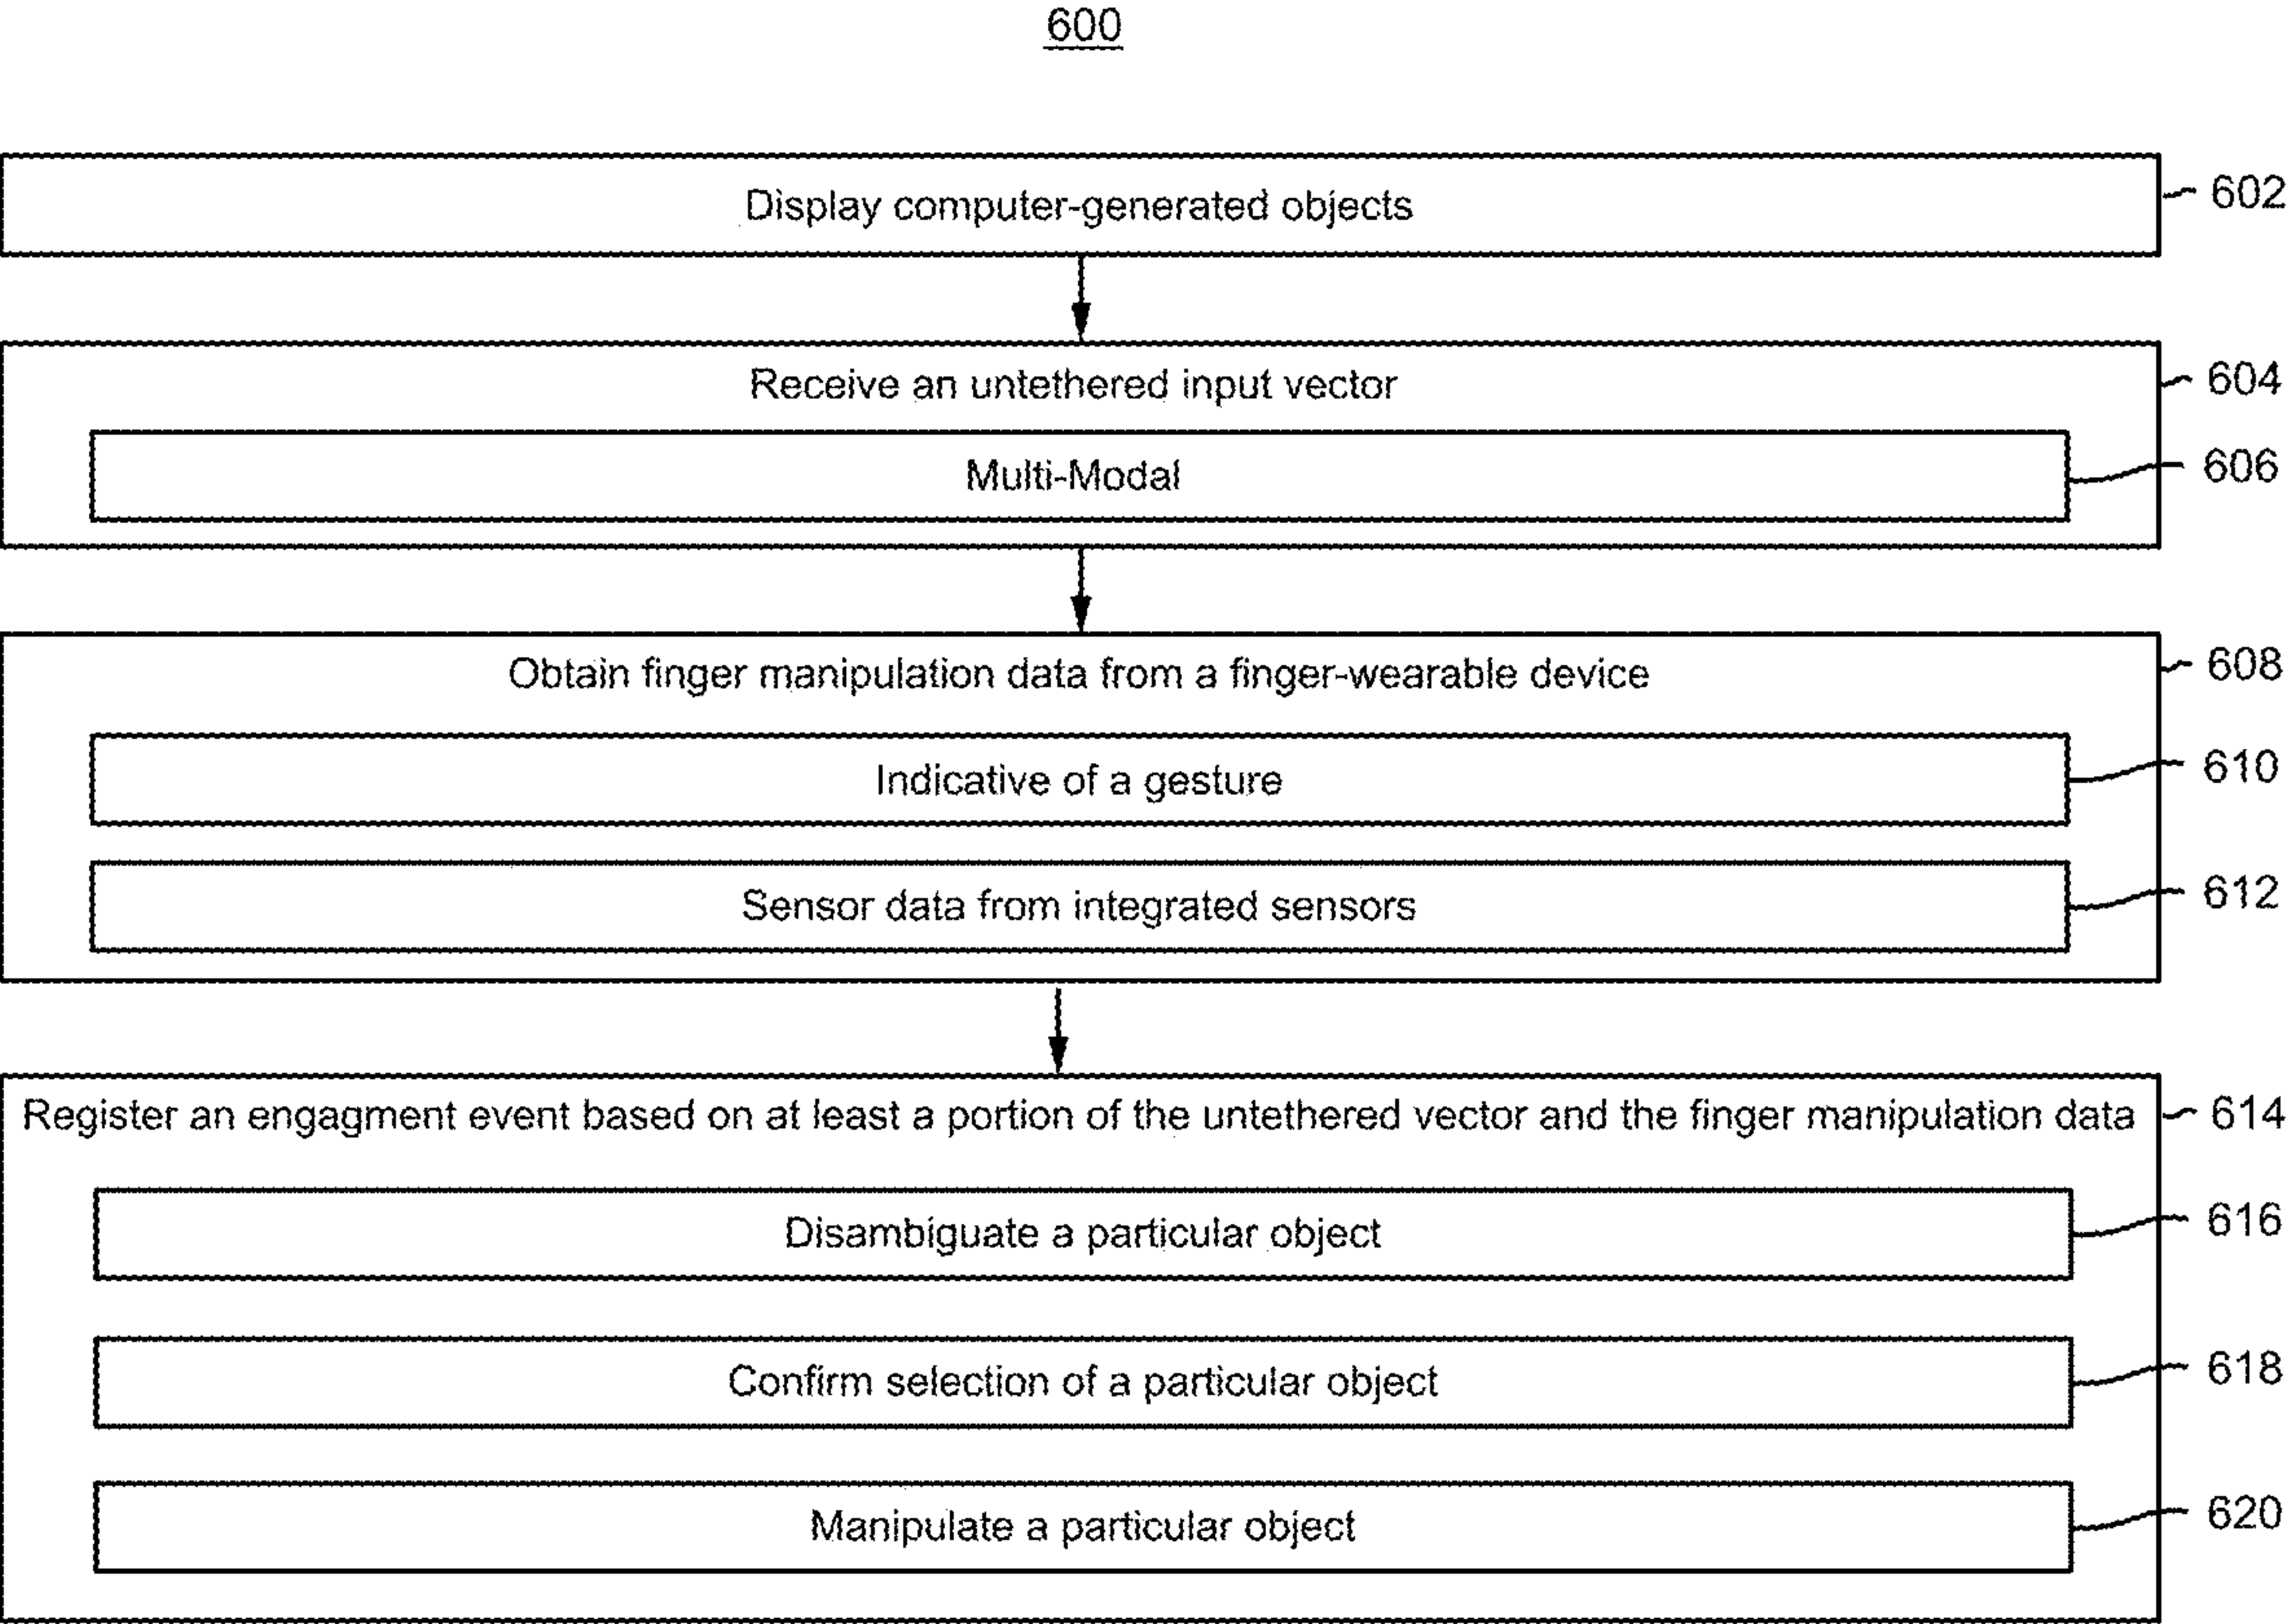 600
Display computer-generated objects
602
Receive an untethered input vector
604
Multi-Modal
606
Obtain finger manipulation data from a finger-wearable device
608
Indicative of a gesture
610
Sensor data from integrated sensors
612
Register an engagment event based on at least a portion of the untethered vector and the finger manipulation data
614
Disambiguate a particular object
616
Confirm selection of a particular object
618
Manipulate a particular object
620